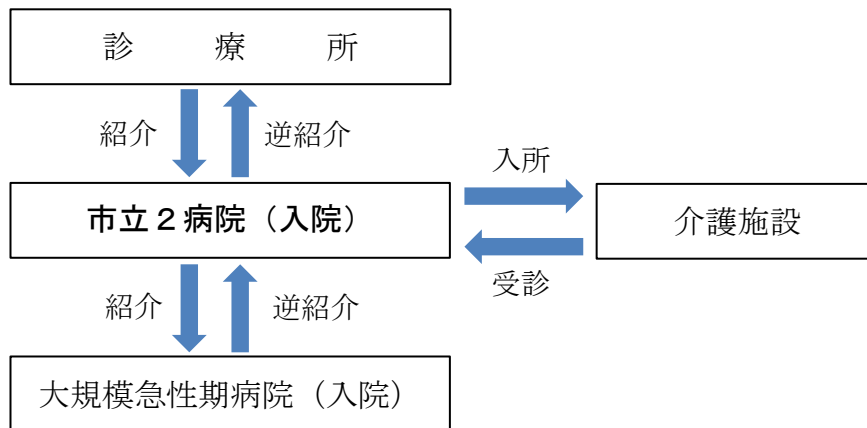 診療所
紹介
逆紹介
入所
市立２病院（入院）
介護施設
受診
紹介
逆紹介
大規模急性期病院（入院）